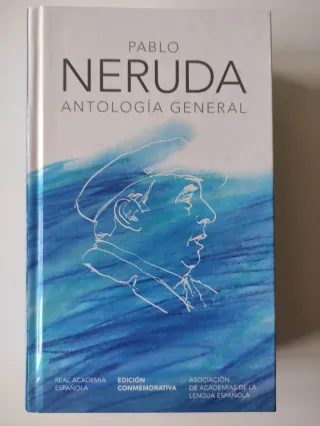 PABLO
NERUDA
ANTOLOGÍA GENERAL
REAL ACADEMIA
ESPAÑOLA
EDICIÓN
CONMEMORATIVA
ASOCIACIÓN
DE ACADEMIAS DE LA
LENGUA ESPAÑOLA